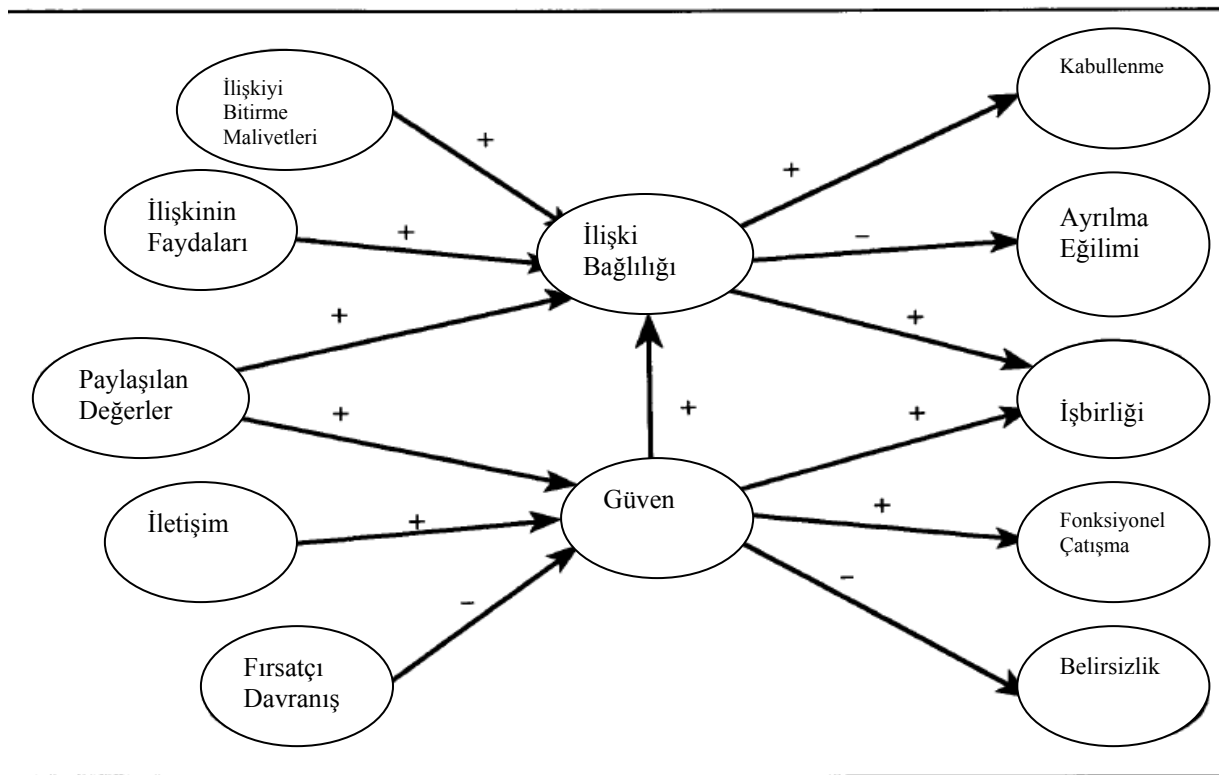 İlişkiyi
Bitirme
Malivetleri
+
İlişkinin
Faydaları
+
Paylaşılan
Değerler
+
+
İletişim
+
Fırsatçı
Davranış
–
İlişki
Bağlılığı
+
Güven
+
–
+
+
+
–
Kabullenme
Ayrılma
Eğilimi
İşbirliği
Fonksiyonel
Çatışma
Belirsizlik